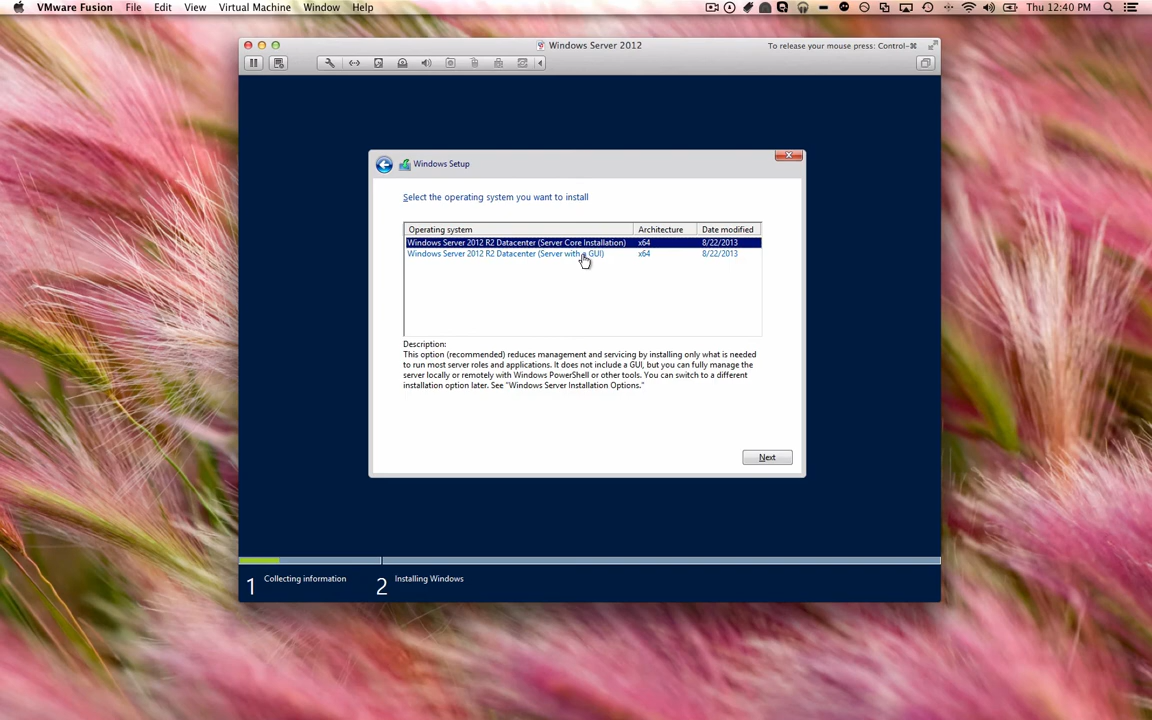 VMware Fusion File Edit View Virtual Machine Window Help Thu 12:40 PM
Windows Server 2012 To release your mouse press: Control-⌘
Windows Setup
Select the operating system you want to install
Operating system Architecture Date modified
Windows Server 2012 R2 Datacenter (Server Core Installation) x64 8/22/2013
Windows Server 2012 R2 Datacenter (Server with a GUI) x64 8/22/2013
Description:
This option (recommended) reduces management and servicing by installing only what is needed
to run most server roles and applications. It does not include a GUI, but you can fully manage the
server locally or remotely with Windows PowerShell or other tools. You can switch to a different
installation option later. See "Windows Server Installation Options."
Next
1 Collecting information 2 Installing Windows